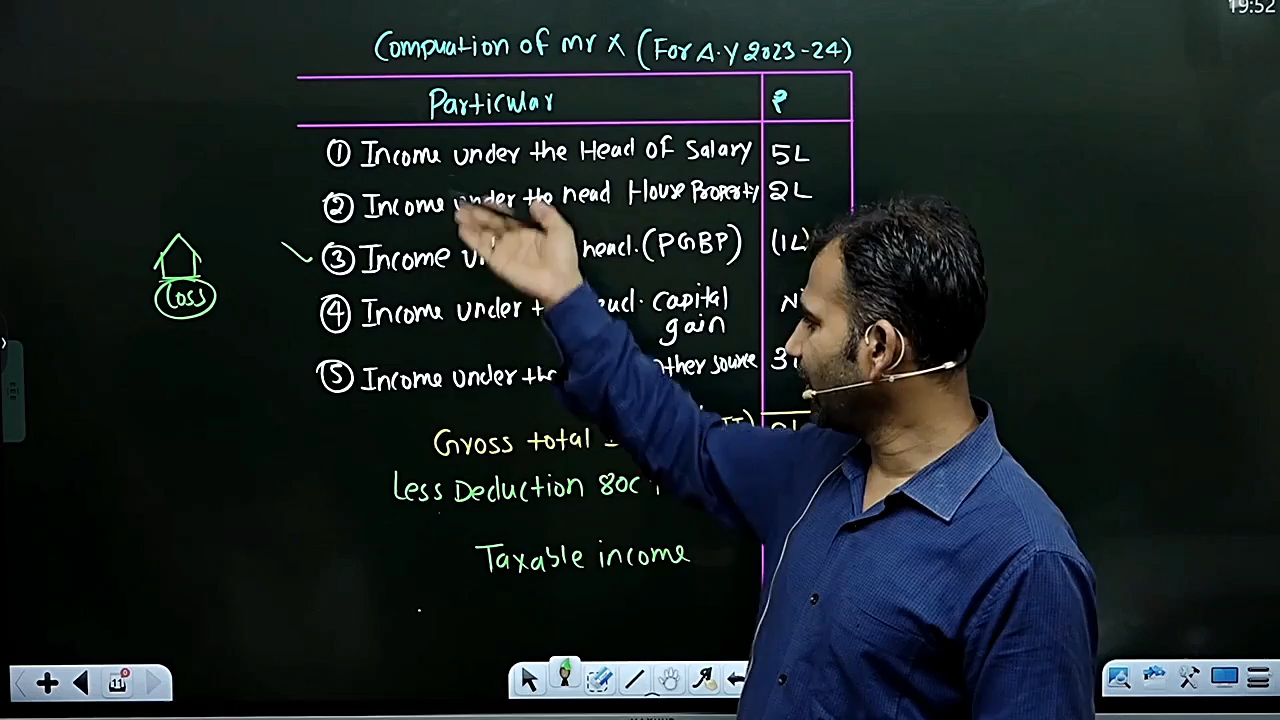 19:52
Compuation of mr X (For A.Y 2023-24)
Particular ₹
① Income under the Head of Salary 5L
② Income under the head House Property 2L
③ Income head. (PGBP) (1L)
④ Income under capital
gain
⑤ Income under the other source
Gross total
Less Deduction 80C
Taxable income
Loss
11